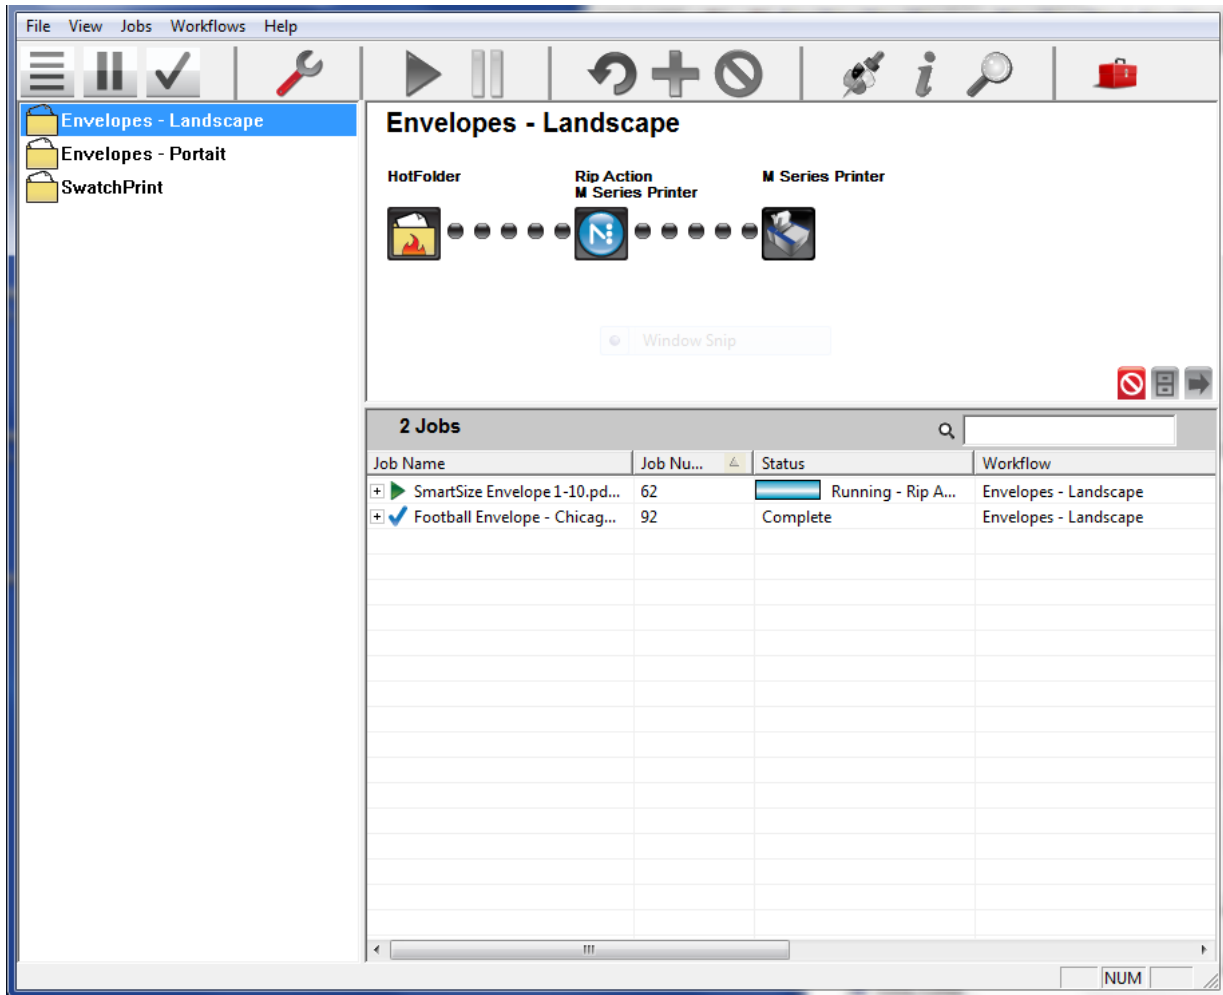 File View Jobs Workflows Help
Envelopes - Landscape
Envelopes - Portait
SwatchPrint
Envelopes - Landscape
HotFolder
Rip Action
M Series Printer
M Series Printer
Window Snip
2 Jobs
Job Name Job Nu... Status Workflow
SmartSize Envelope 1-10.pd... 62 Running - Rip A... Envelopes - Landscape
Football Envelope - Chicag... 92 Complete Envelopes - Landscape
NUM